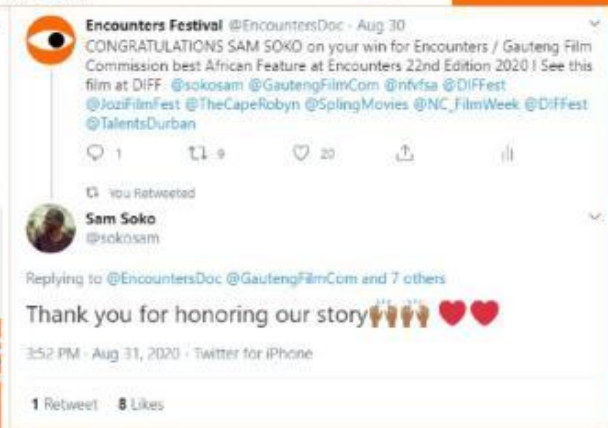 Encounters Festival @EncountersDoc · Aug 30
CONGRATULATIONS SAM SOKO on your win for Encounters / Gauteng Film
Commission best African Feature at Encounters 22nd Edition 2020 ! See this
film at DIFF @sokosam @GautengFilmCom @nfvfsa @DIFFest
@JoziFilmFest @TheCapeRobyn @SplingMovies @NC_FilmWeek @DIFFest
@TalentsDurban
1 9 20
You Retweeted
Sam Soko
@sokosam
Replying to @EncountersDoc @GautengFilmCom and 7 others
Thank you for honoring our story🙌🏾🙌🏾 ❤️❤️
3:52 PM · Aug 31, 2020 · Twitter for iPhone
1 Retweet 8 Likes